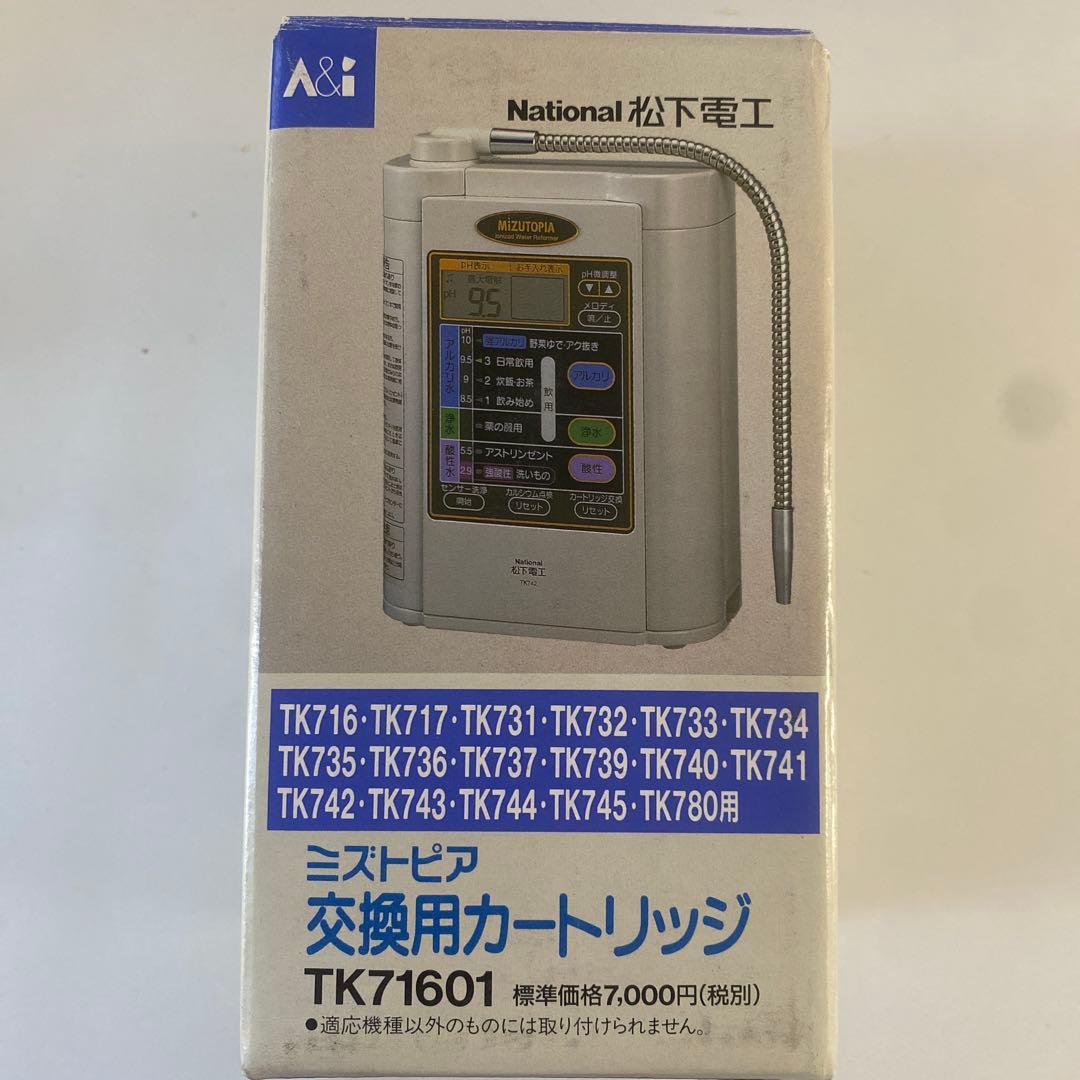 A&i
National 松下電工
MiZUTOPIA
Ionized Water Reformer
pH表示 お手入れ表示
pH 9.5
pH微調整
▼ ▲
メロディ
鳴/止
pH
アルカリ水
10 強アルカリ 野菜ゆで・アク抜き
9.5 3 日常飲用
9 2 炊飯・お茶
8.5 1 飲み始め
飲用
アルカリ
浄水 薬の服用
浄水
酸性水
5.5 アストリンゼント
2.9 強酸性 洗いもの
酸性
センサー洗浄 カルシウム点検 カートリッジ交換
開始 リセット リセット
National
松下電工
TK742
TK716・TK717・TK731・TK732・TK733・TK734
TK735・TK736・TK737・TK739・TK740・TK741
TK742・TK743・TK744・TK745・TK780用
ミズトピア
交換用カートリッジ
TK71601 標準価格7,000円(税別)
●適応機種以外のものには取り付けられません。